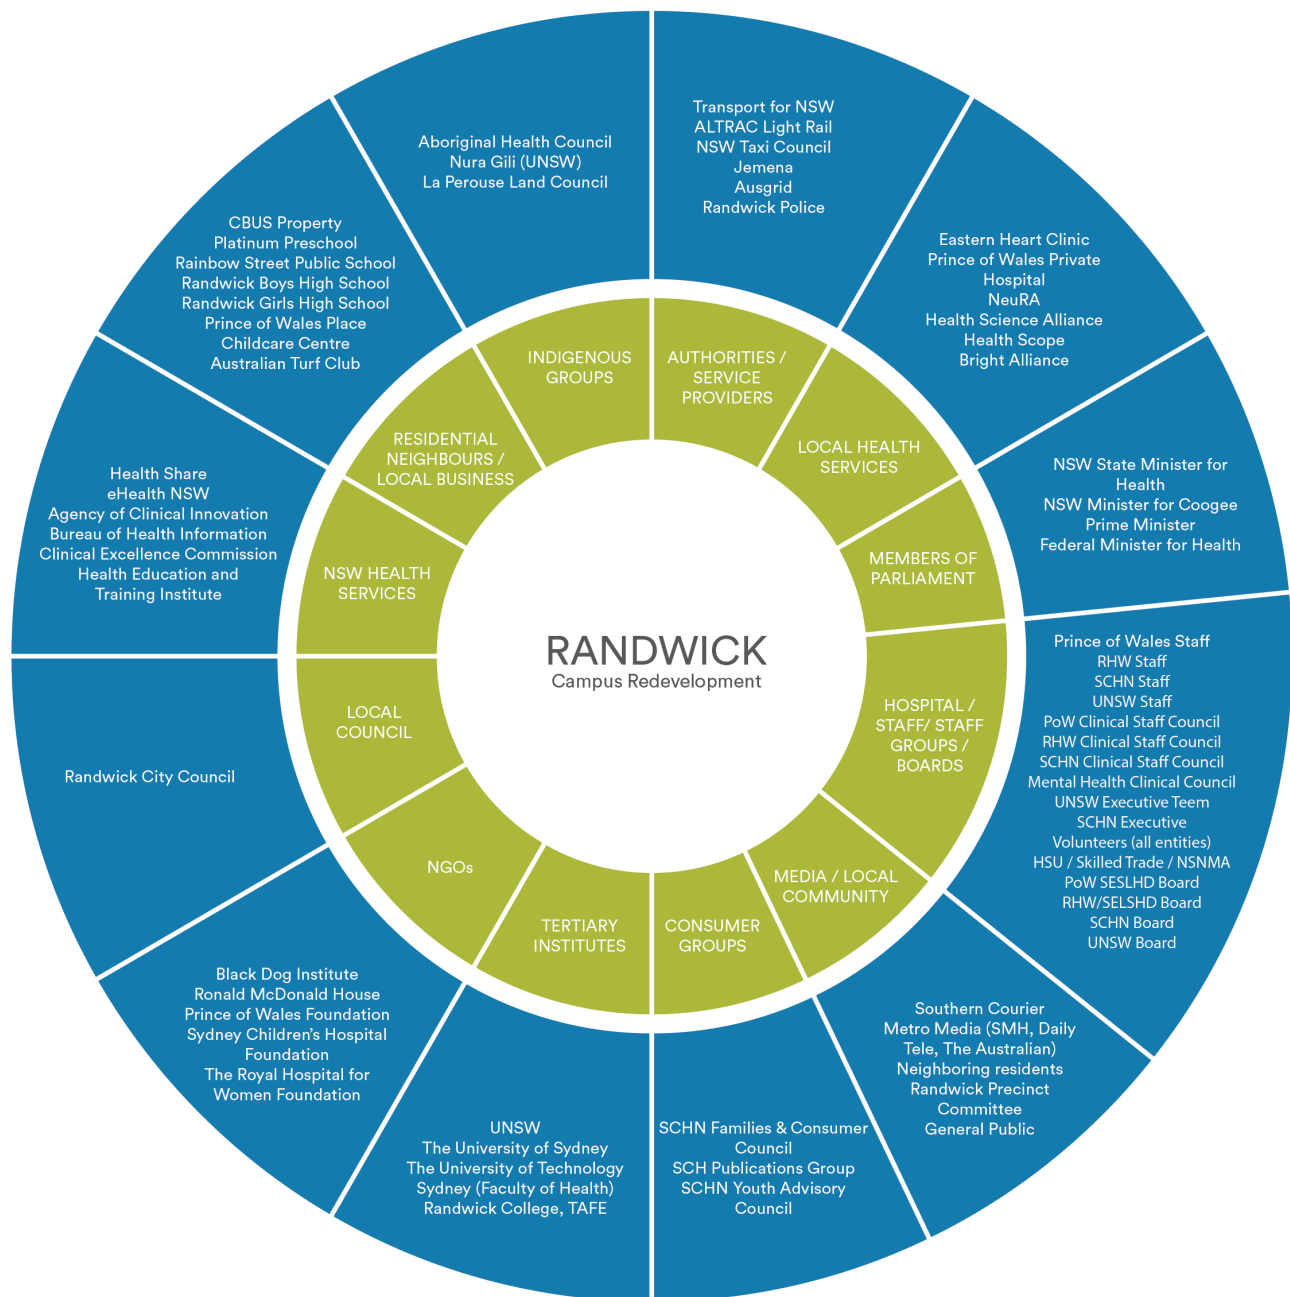 RANDWICK
Campus Redevelopment
AUTHORITIES /
SERVICE
PROVIDERS
Transport for NSW
ALTRAC Light Rail
NSW Taxi Council
Jemena
Ausgrid
Randwick Police
LOCAL HEALTH
SERVICES
Eastern Heart Clinic
Prince of Wales Private
Hospital
NeuRA
Health Science Alliance
Health Scope
Bright Alliance
MEMBERS OF
PARLIAMENT
NSW State Minister for
Health
NSW Minister for Coogee
Prime Minister
Federal Minister for Health
HOSPITAL /
STAFF/ STAFF
GROUPS /
BOARDS
Prince of Wales Staff
RHW Staff
SCHN Staff
UNSW Staff
PoW Clinical Staff Council
RHW Clinical Staff Council
SCHN Clinical Staff Council
Mental Health Clinical Council
UNSW Executive Teem
SCHN Executive
Volunteers (all entities)
HSU / Skilled Trade / NSNMA
PoW SESLHD Board
RHW/SELSHD Board
SCHN Board
UNSW Board
MEDIA / LOCAL
COMMUNITY
Southern Courier
Metro Media (SMH, Daily
Tele, The Australian)
Neighboring residents
Randwick Precinct
Committee
General Public
CONSUMER
GROUPS
SCHN Families & Consumer
Council
SCH Publications Group
SCHN Youth Advisory
Council
TERTIARY
INSTITUTES
UNSW
The University of Sydney
The University of Technology
Sydney (Faculty of Health)
Randwick College, TAFE
NGOs
Black Dog Institute
Ronald McDonald House
Prince of Wales Foundation
Sydney Children’s Hospital
Foundation
The Royal Hospital for
Women Foundation
LOCAL
COUNCIL
Randwick City Council
NSW HEALTH
SERVICES
Health Share
eHealth NSW
Agency of Clinical Innovation
Bureau of Health Information
Clinical Excellence Commission
Health Education and
Training Institute
RESIDENTIAL
NEIGHBOURS /
LOCAL BUSINESS
CBUS Property
Platinum Preschool
Rainbow Street Public School
Randwick Boys High School
Randwick Girls High School
Prince of Wales Place
Childcare Centre
Australian Turf Club
INDIGENOUS
GROUPS
Aboriginal Health Council
Nura Gili (UNSW)
La Perouse Land Council